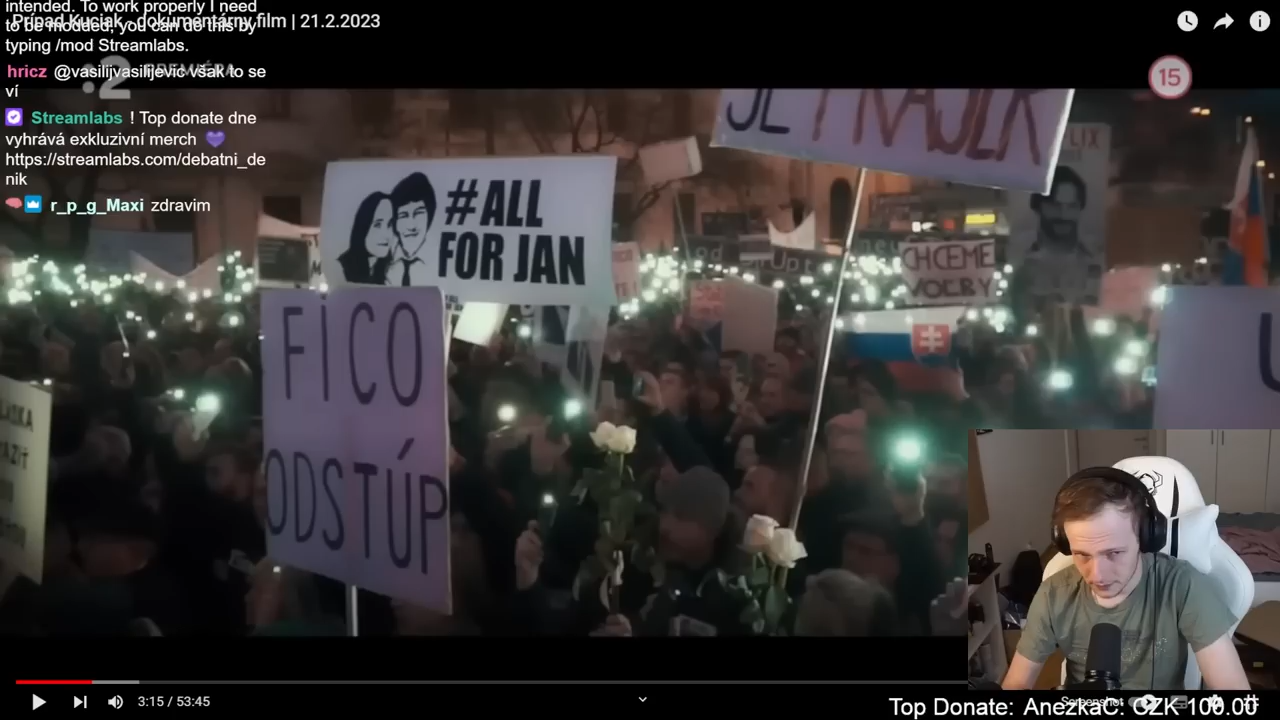 intended. To work properly I need
to be modded, you can do this by
typing /mod Streamlabs.
Prípad Kuciak - dokumentárny film | 21.2.2023
hricz @vasilijvasilijevic však to se
ví
:2 PREMIÉRA
15
Streamlabs ! Top donate dne
vyhrává exkluzivní merch 💜
https://streamlabs.com/debatni_de
nik
r_p_g_Maxi zdravim
#ALL
FOR JAN
CHCEME
VOĽBY
FICO
ODSTÚP
3:15 / 53:45
Screenshot
Top Donate: AnezkaC: CZK 100.00